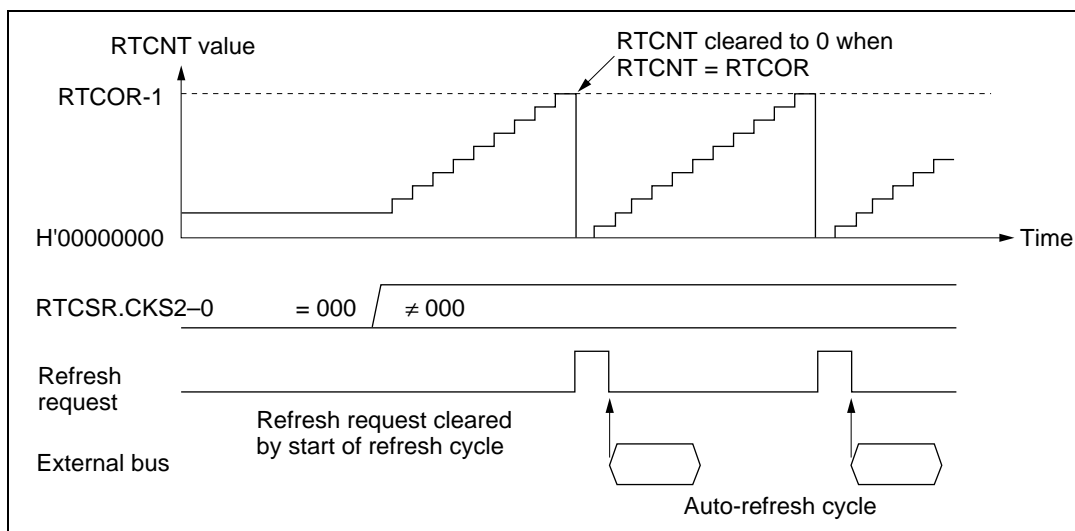 RTCNT value
RTCNT cleared to 0 when
RTCNT = RTCOR
RTCOR-1
H'00000000
Time
RTCSR.CKS2–0
= 000
≠ 000
Refresh
request
Refresh request cleared
by start of refresh cycle
External bus
Auto-refresh cycle